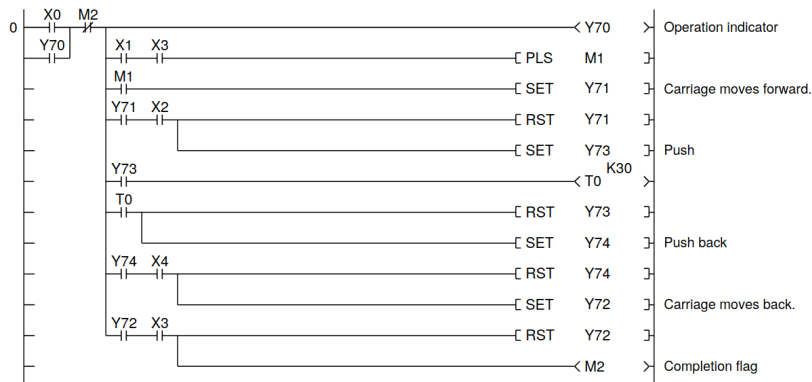 X0 M2
0 Y70 Operation indicator
Y70 X1 X3
PLS M1
M1
SET Y71 Carriage moves forward.
Y71 X2
RST Y71
SET Y73 Push
Y73 K30
T0
T0
RST Y73
SET Y74 Push back
Y74 X4
RST Y74
SET Y72 Carriage moves back.
Y72 X3
RST Y72
M2 Completion flag